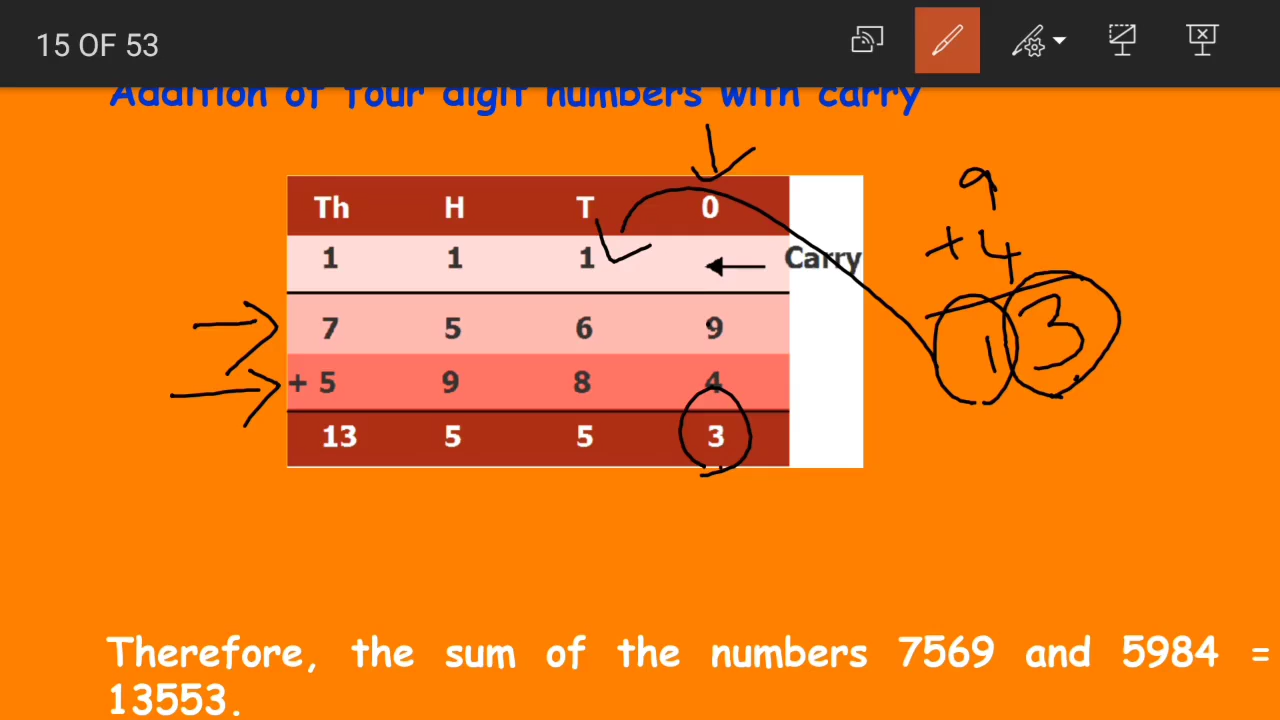 15 OF 53
Addition of four digit numbers with carry
Th H T 0
1 1 1 Carry
7 5 6 9
+ 5 9 8 4
13 5 5 3
9
+4
13
Therefore, the sum of the numbers 7569 and 5984 =
13553.